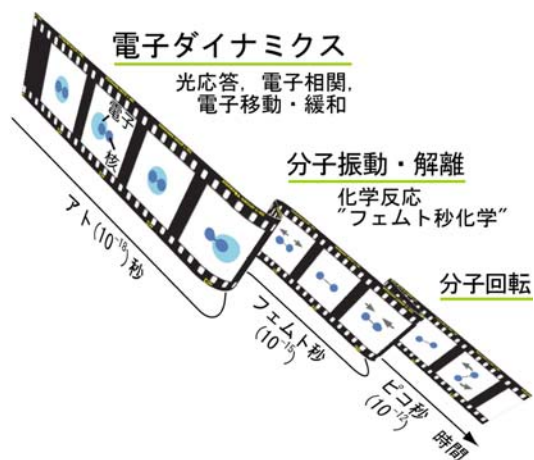 電子ダイナミクス
光応答，電子相関，
電子移動・緩和
電子
核
アト(10⁻¹⁸)秒
分子振動・解離
化学反応
"フェムト秒化学"
フェムト秒
(10⁻¹⁵)
分子回転
ピコ秒
(10⁻¹²)
時間